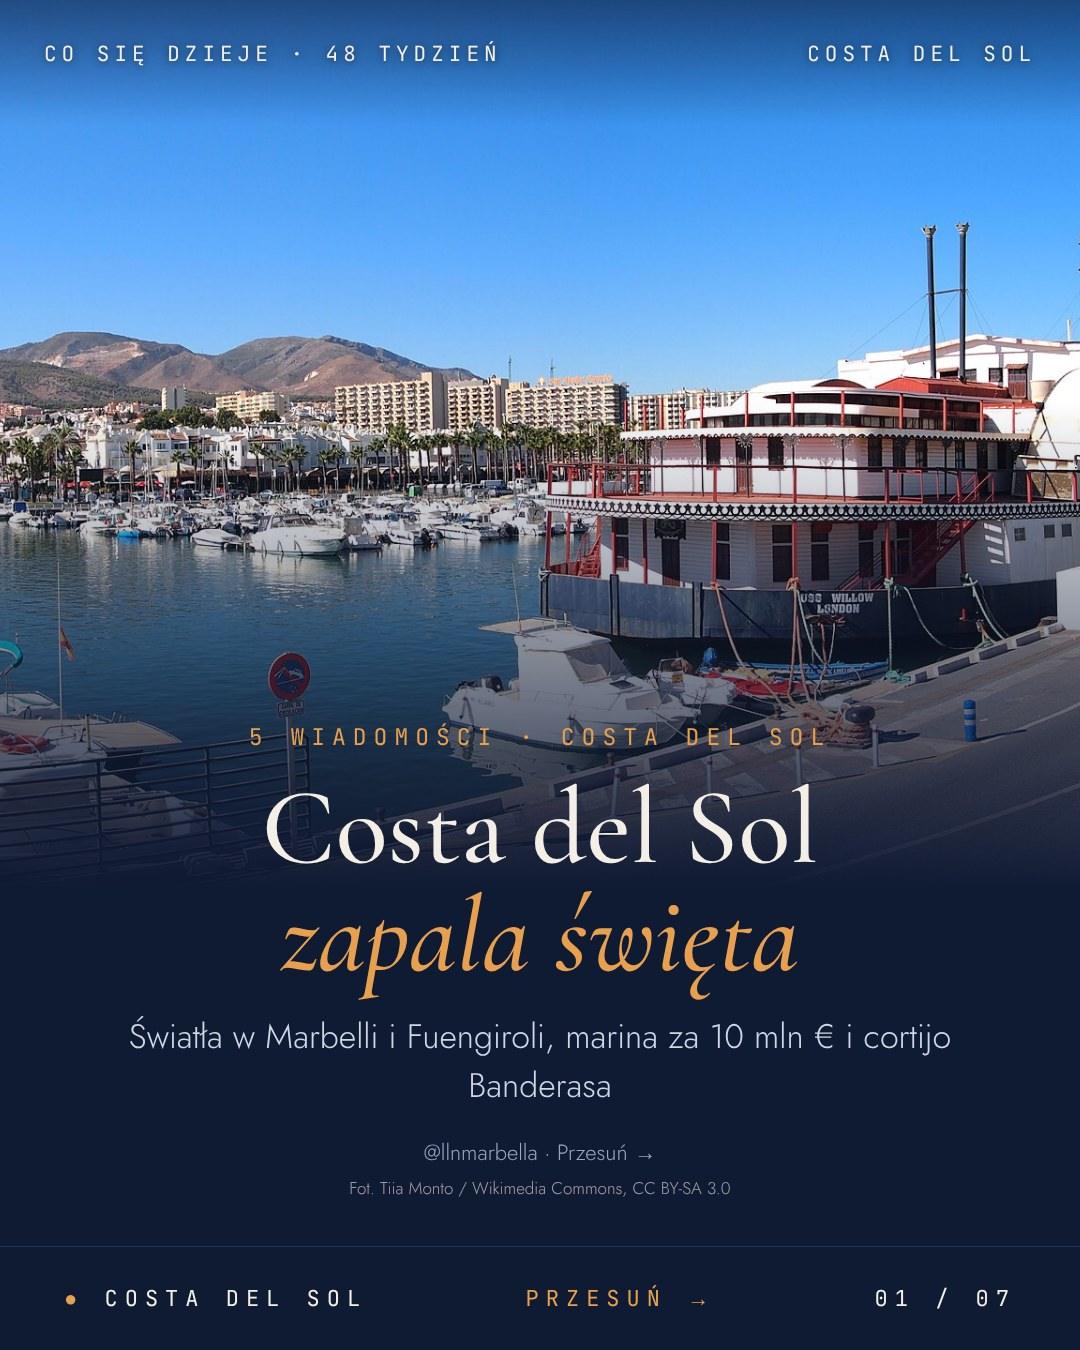 CO SIĘ DZIEJE · 48 TYDZIEŃ
COSTA DEL SOL
USS WILLOW
LONDON
5 WIADOMOŚCI · COSTA DEL SOL
Costa del Sol
zapala święta
Światła w Marbelli i Fuengiroli, marina za 10 mln € i cortijo
Banderasa
@llnmarbella · Przesuń →
Fot. Tiia Monto / Wikimedia Commons, CC BY-SA 3.0
• COSTA DEL SOL
PRZESUŃ →
01 / 07